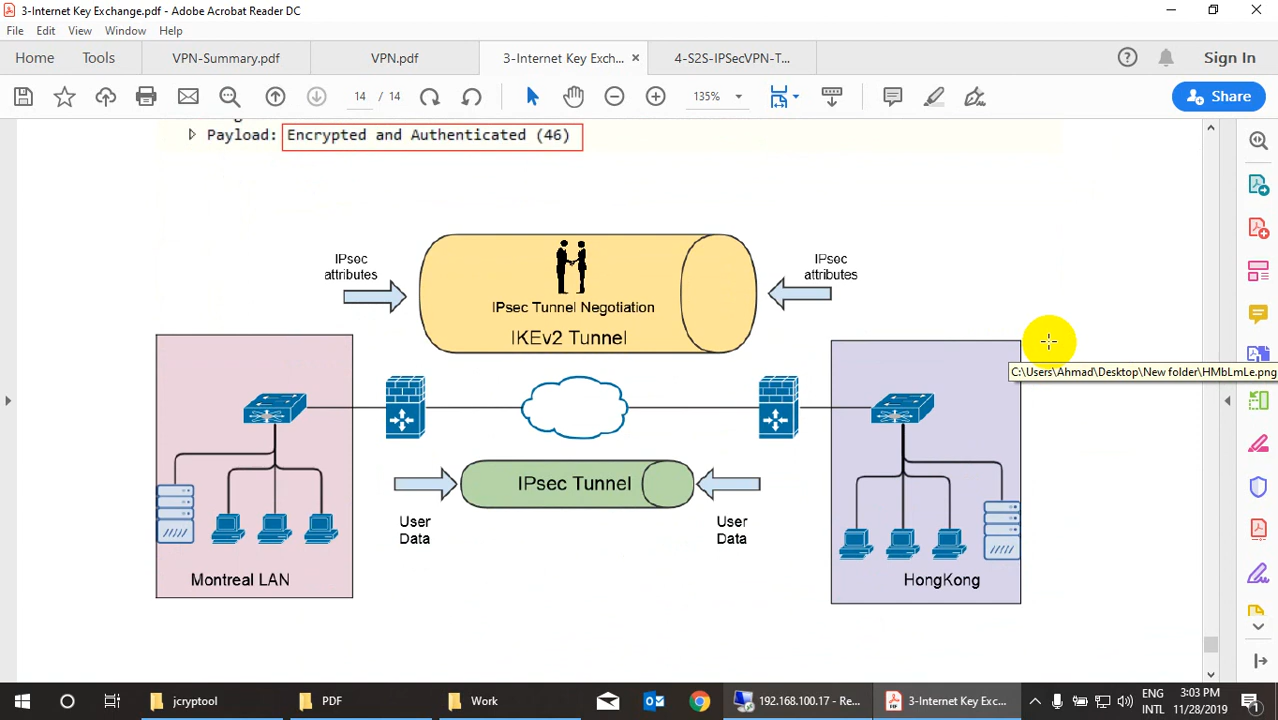 3-Internet Key Exchange.pdf - Adobe Acrobat Reader DC
File Edit View Window Help
Home Tools VPN-Summary.pdf VPN.pdf 3-Internet Key Exch... × 4-S2S-IPSecVPN-T... Sign In
14 / 14 135% Share
Payload: Encrypted and Authenticated (46)
IPsec
attributes
IPsec
attributes
IPsec Tunnel Negotiation
IKEv2 Tunnel
C:\Users\Ahmad\Desktop\New folder\HMbLmLe.png
IPsec Tunnel
User
Data
User
Data
Montreal LAN
HongKong
jcryptool PDF Work 192.168.100.17 - Re... 3-Internet Key Exc...
ENG
INTL
3:03 PM
11/28/2019
1